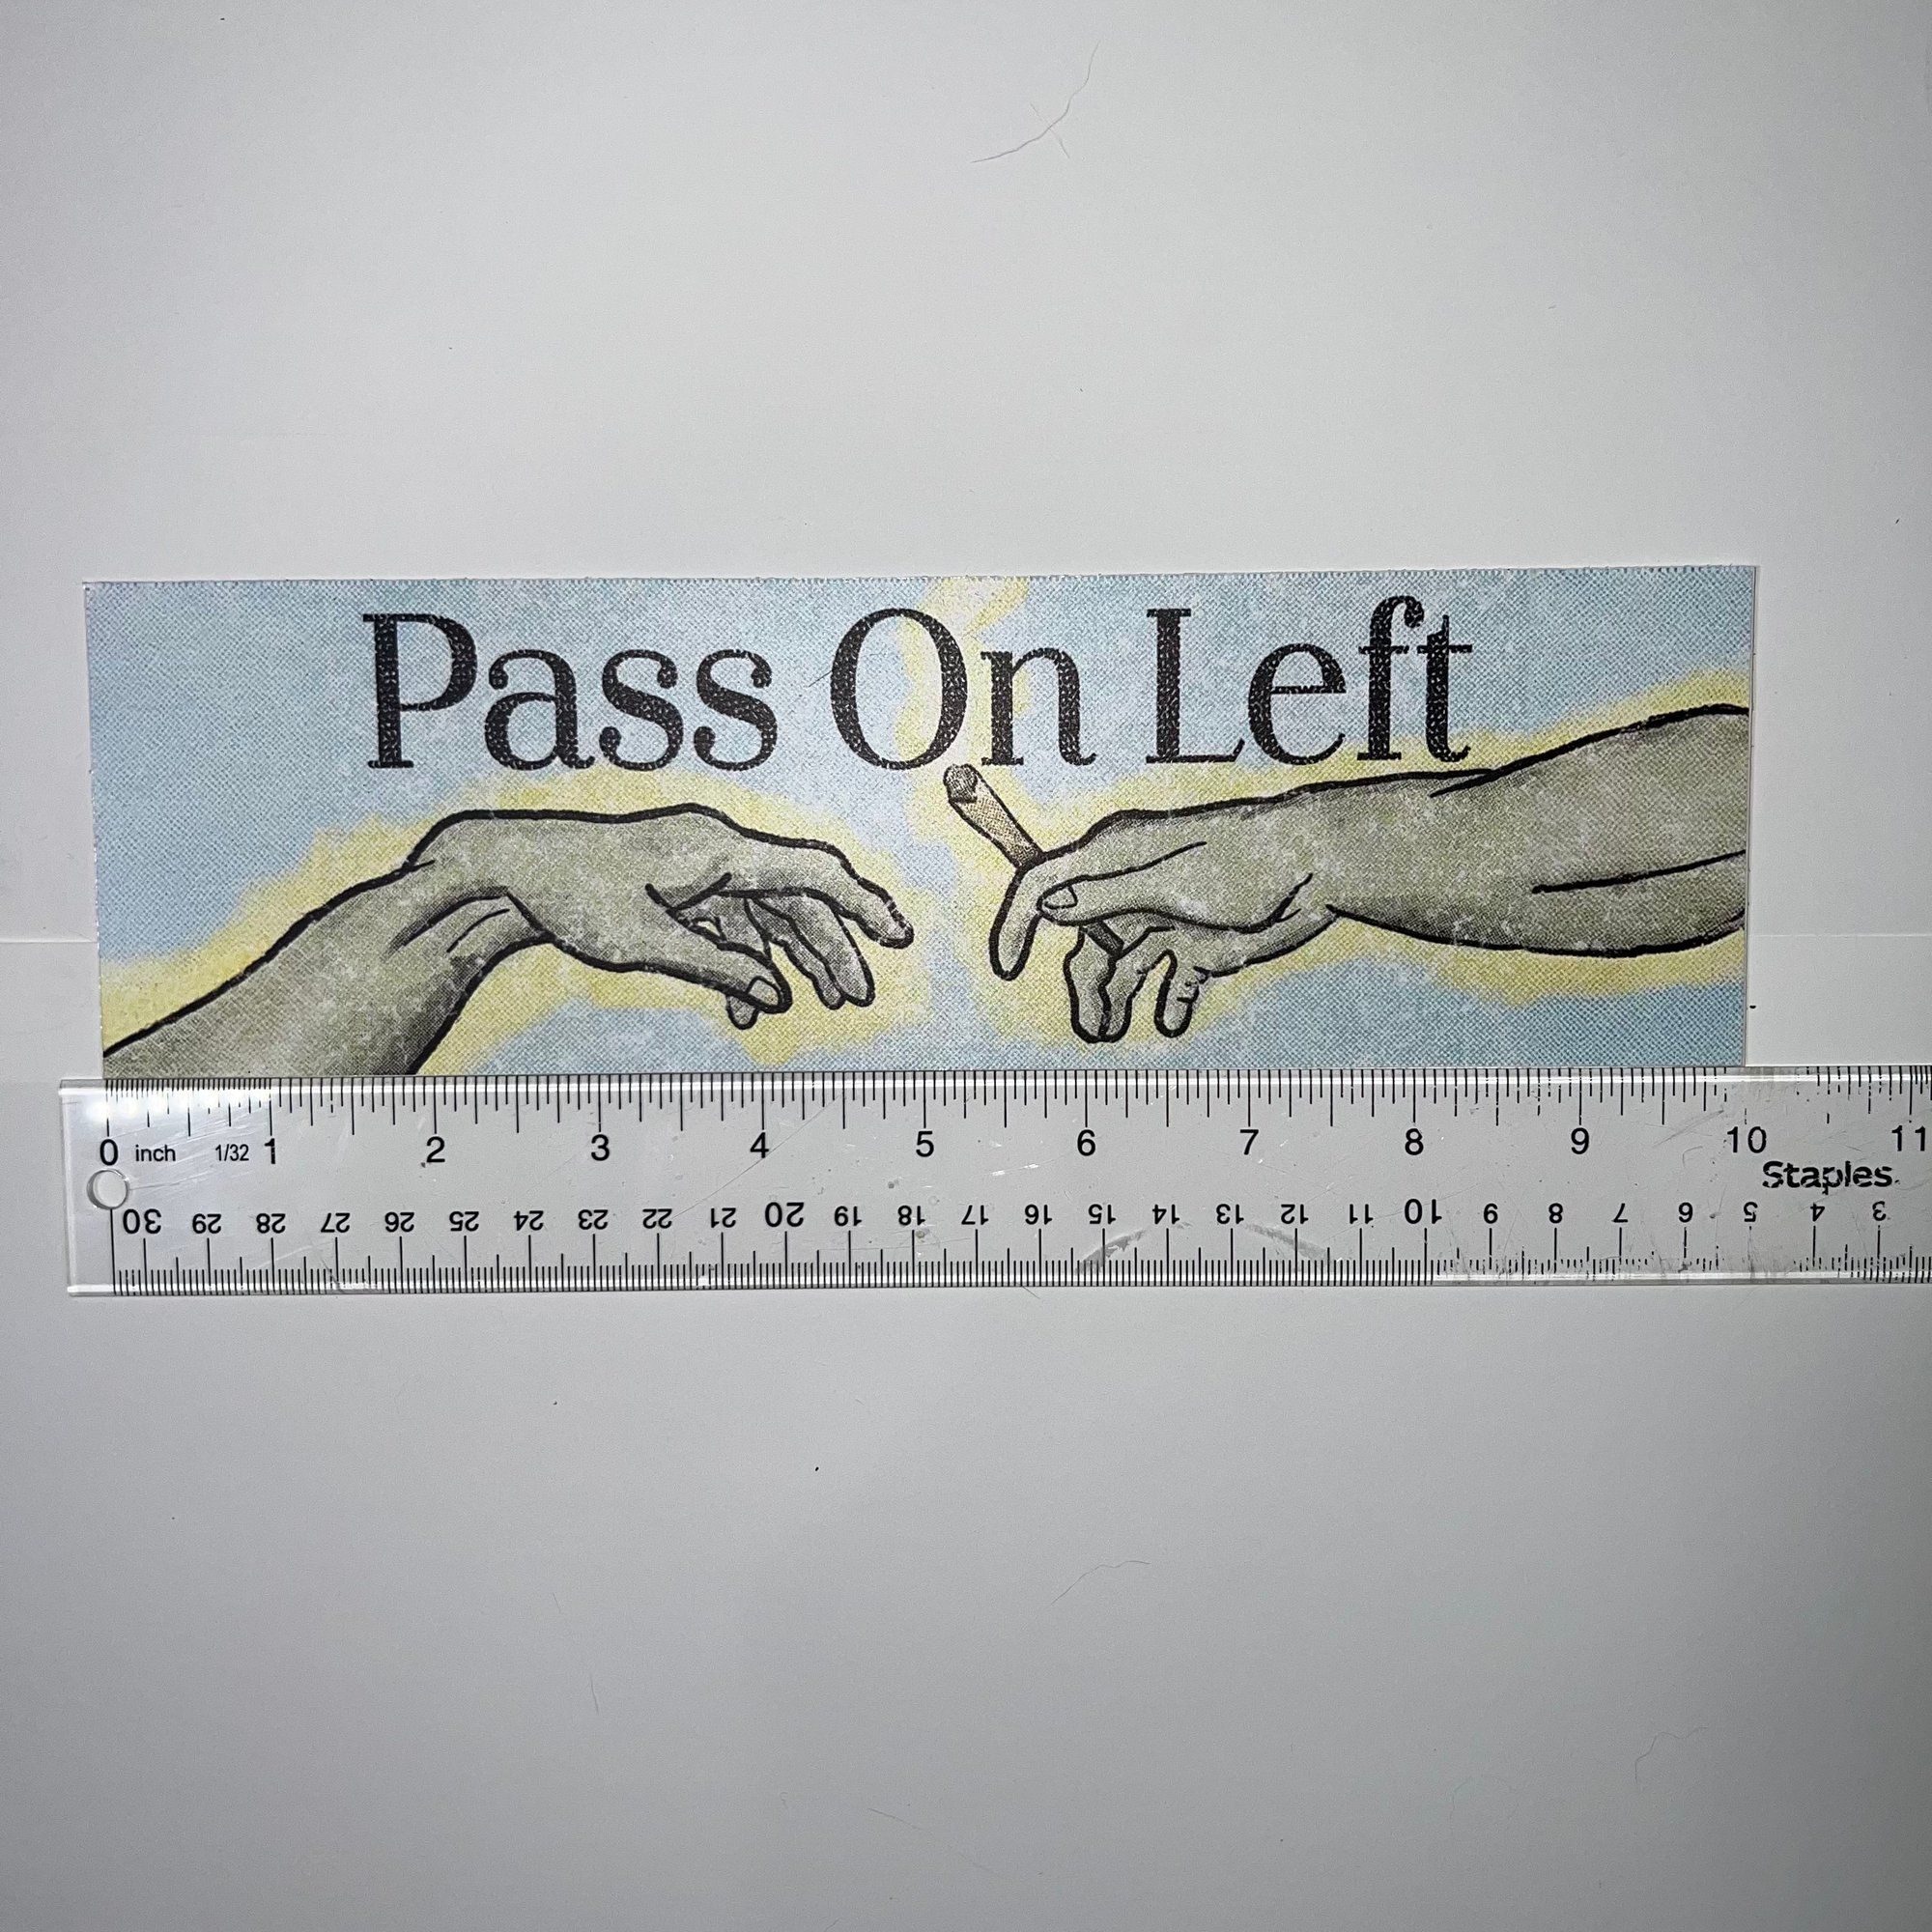 Pass On Left
0 inch 1/32 1 2 3 4 5 6 7 8 9 10 11
Staples
30 29 28 27 26 25 24 23 22 21 20 19 18 17 16 15 14 13 12 11 10 9 8 7 6 5 4 3